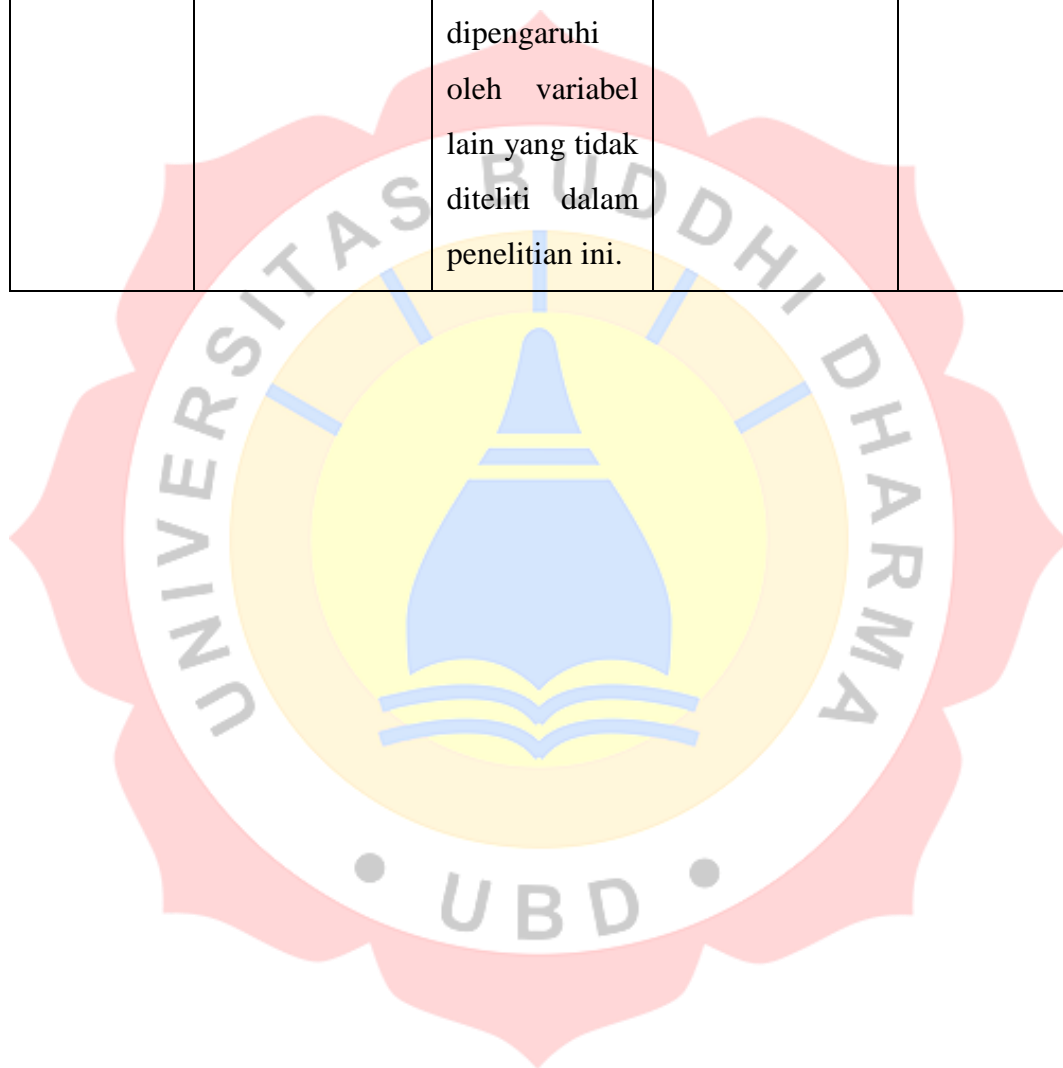 dipengaruhi
oleh variabel
lain yang tidak
diteliti dalam
penelitian ini.
UNIVERSITAS BUDDHI DHARMA
• UBD •